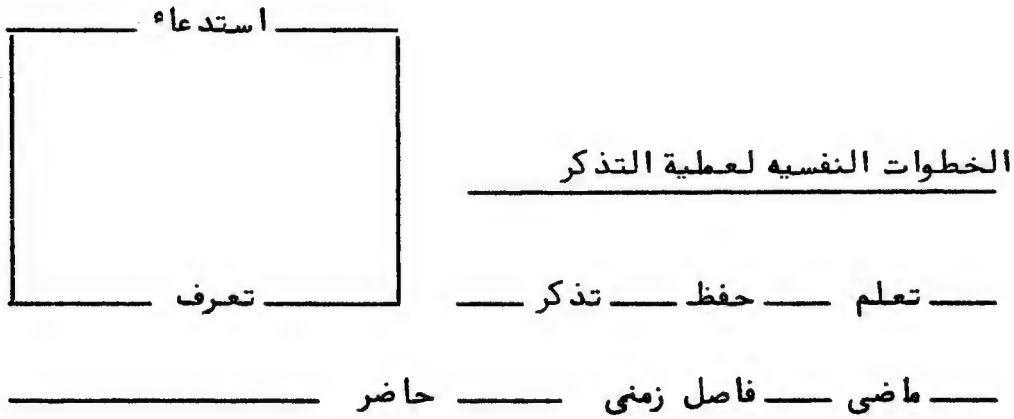 استدعاء
الخطوات النفسيه لعملية التذكر
تعلم حفظ تذكر تعرف
ماضى فاصل زمنى حاضر